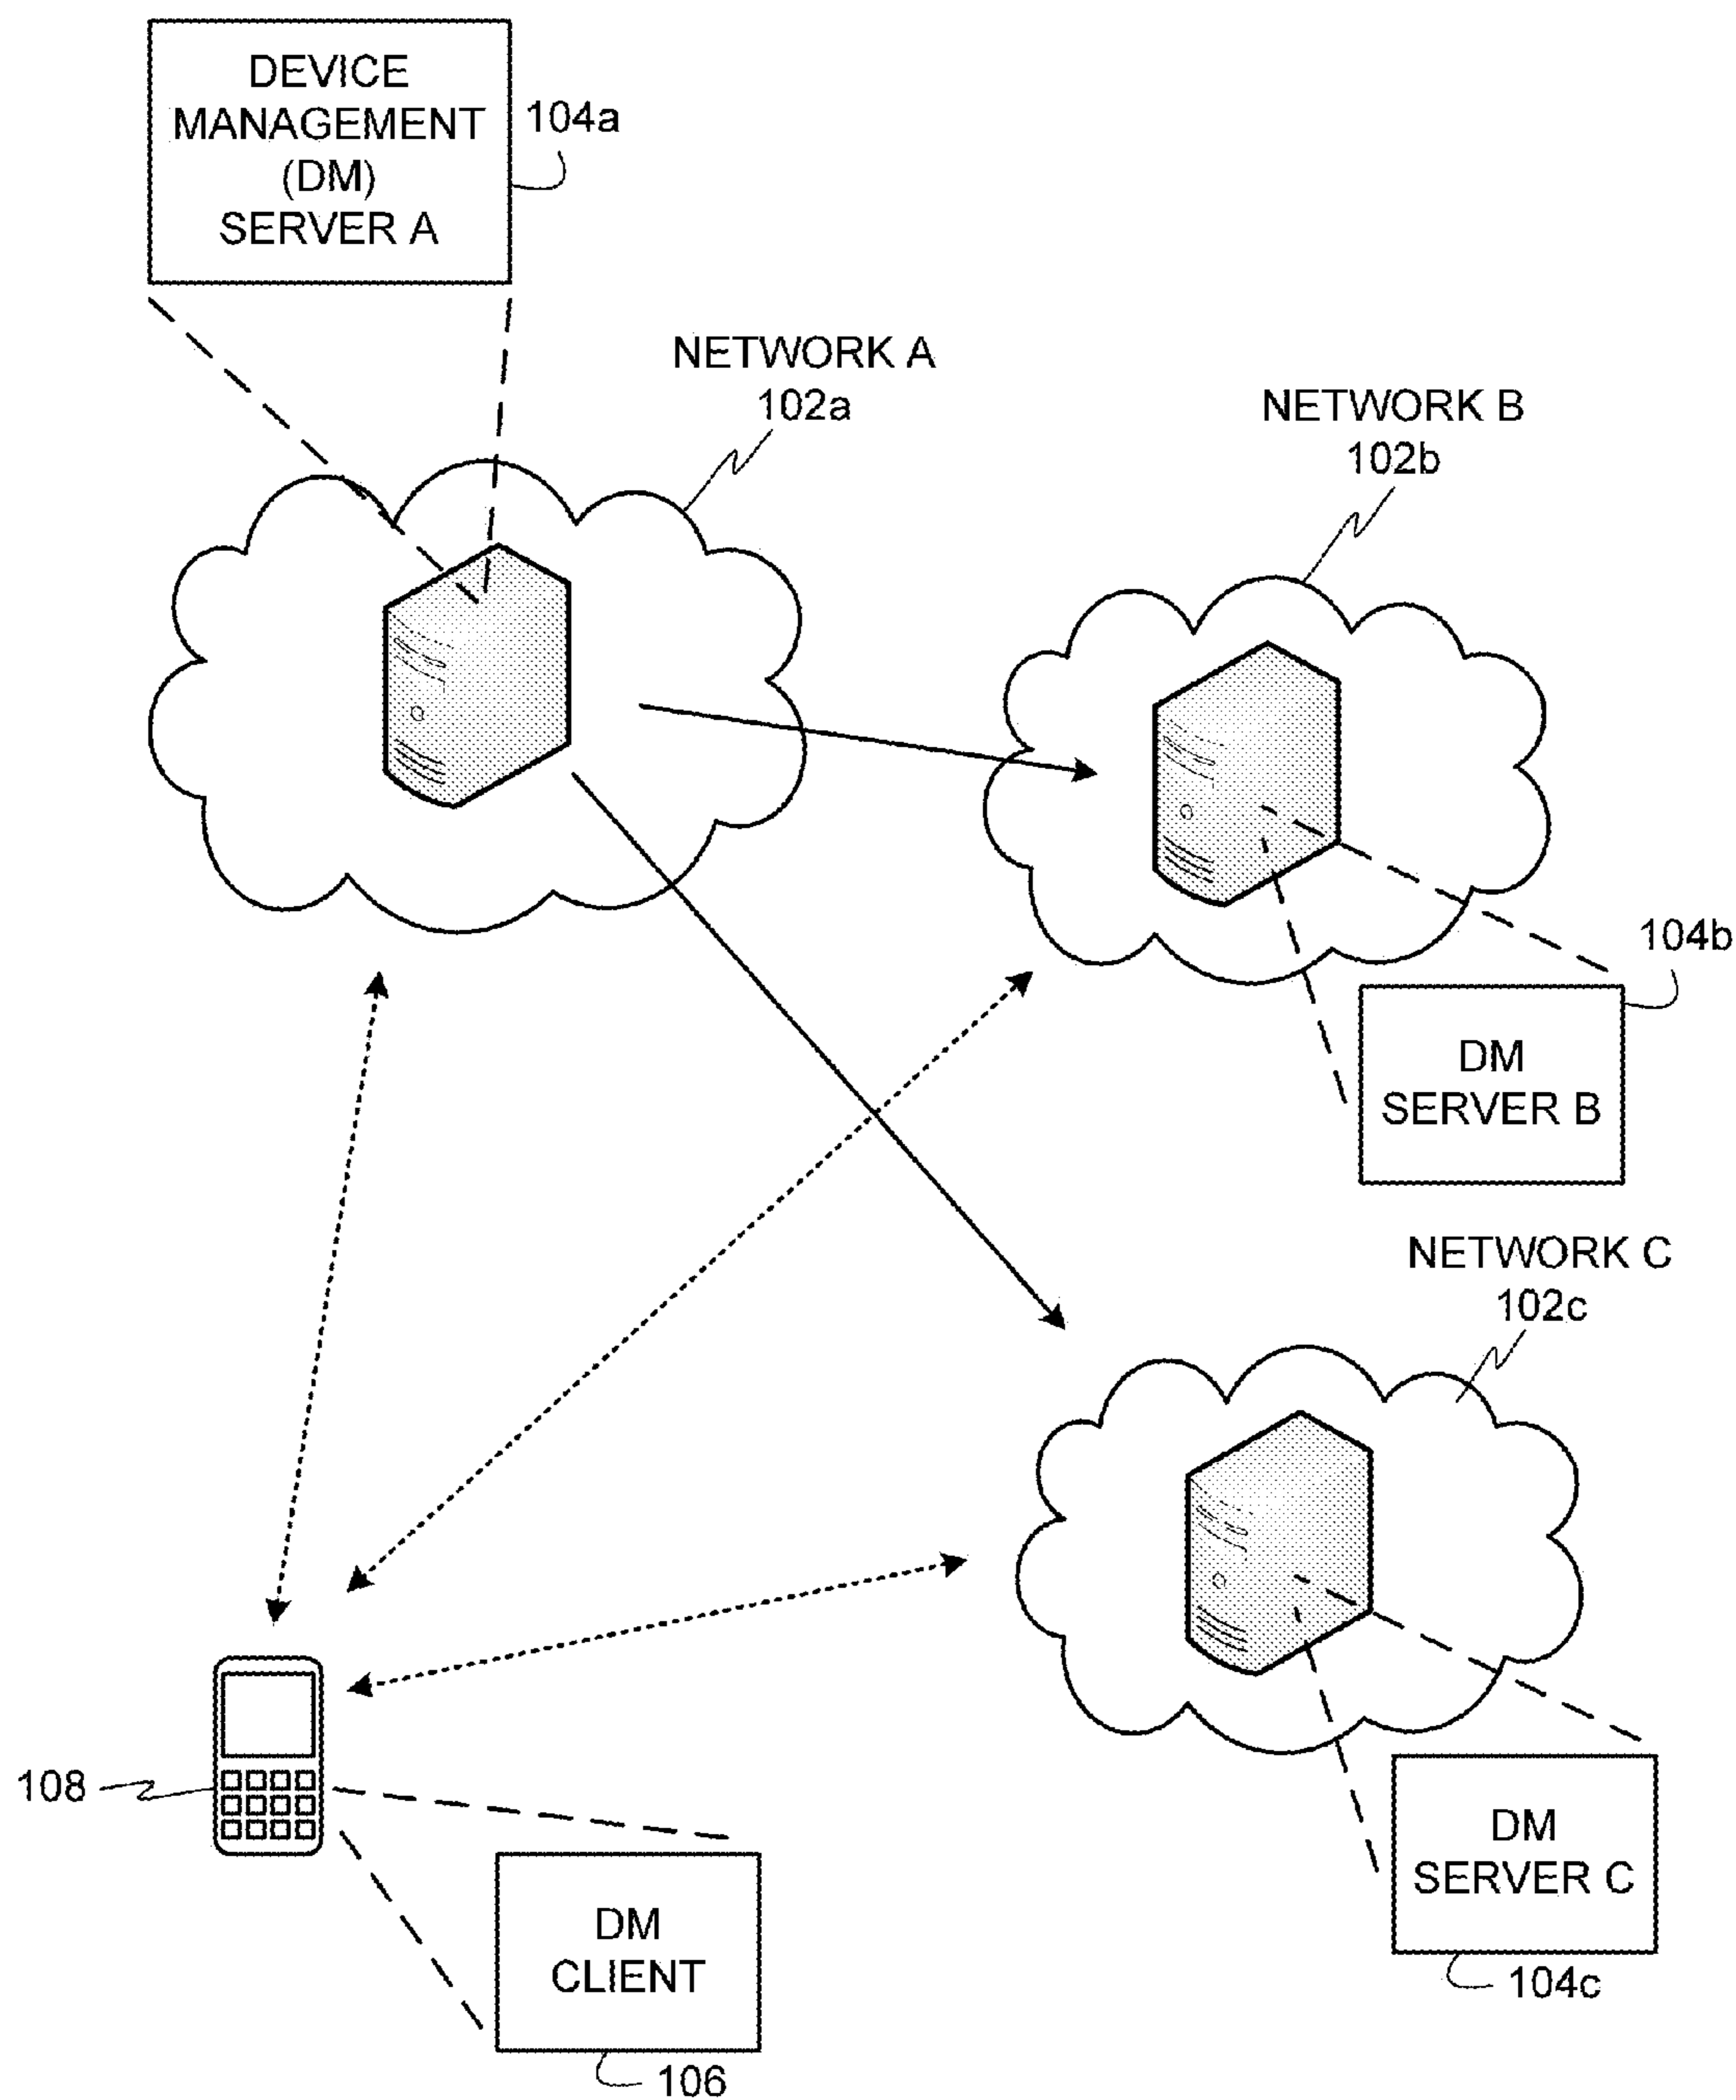 DEVICE
MANAGEMENT
(DM)
SERVER A
104a
NETWORK A
102a
NETWORK B
102b
104b
DM
SERVER B
NETWORK C
102c
108
DM
CLIENT
106
DM
SERVER C
104c